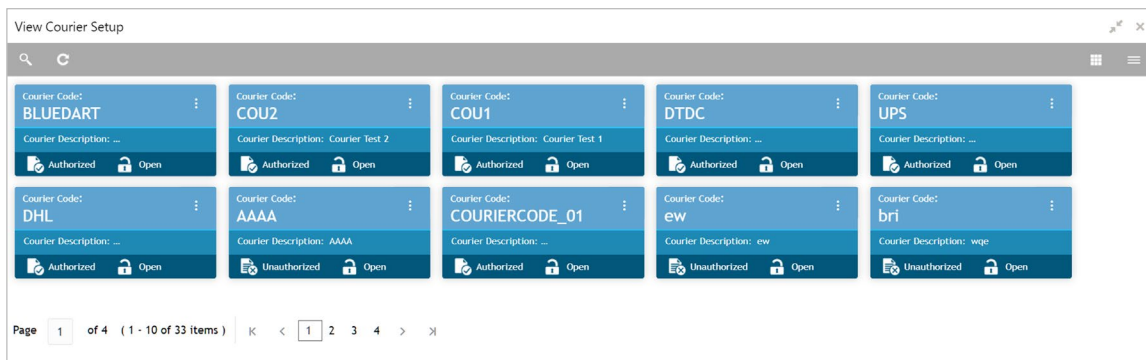 View Courier Setup
Courier Code: Courier Code: Courier Code: Courier Code: Courier Code:
BLUEDART COU2 COU1 DTDC UPS
Courier Description: ... Courier Description: Courier Test 2 Courier Description: Courier Test 1 Courier Description: ... Courier Description: ...
Authorized Open Authorized Open Authorized Open Authorized Open Authorized Open
Courier Code: Courier Code: Courier Code: Courier Code: Courier Code:
DHL AAAA COURIERCODE_01 ew bri
Courier Description: ... Courier Description: AAAA Courier Description: ... Courier Description: ew Courier Description: wqe
Authorized Open Unauthorized Open Authorized Open Unauthorized Open Unauthorized Open
Page 1 of 4 ( 1 - 10 of 33 items ) 1 2 3 4